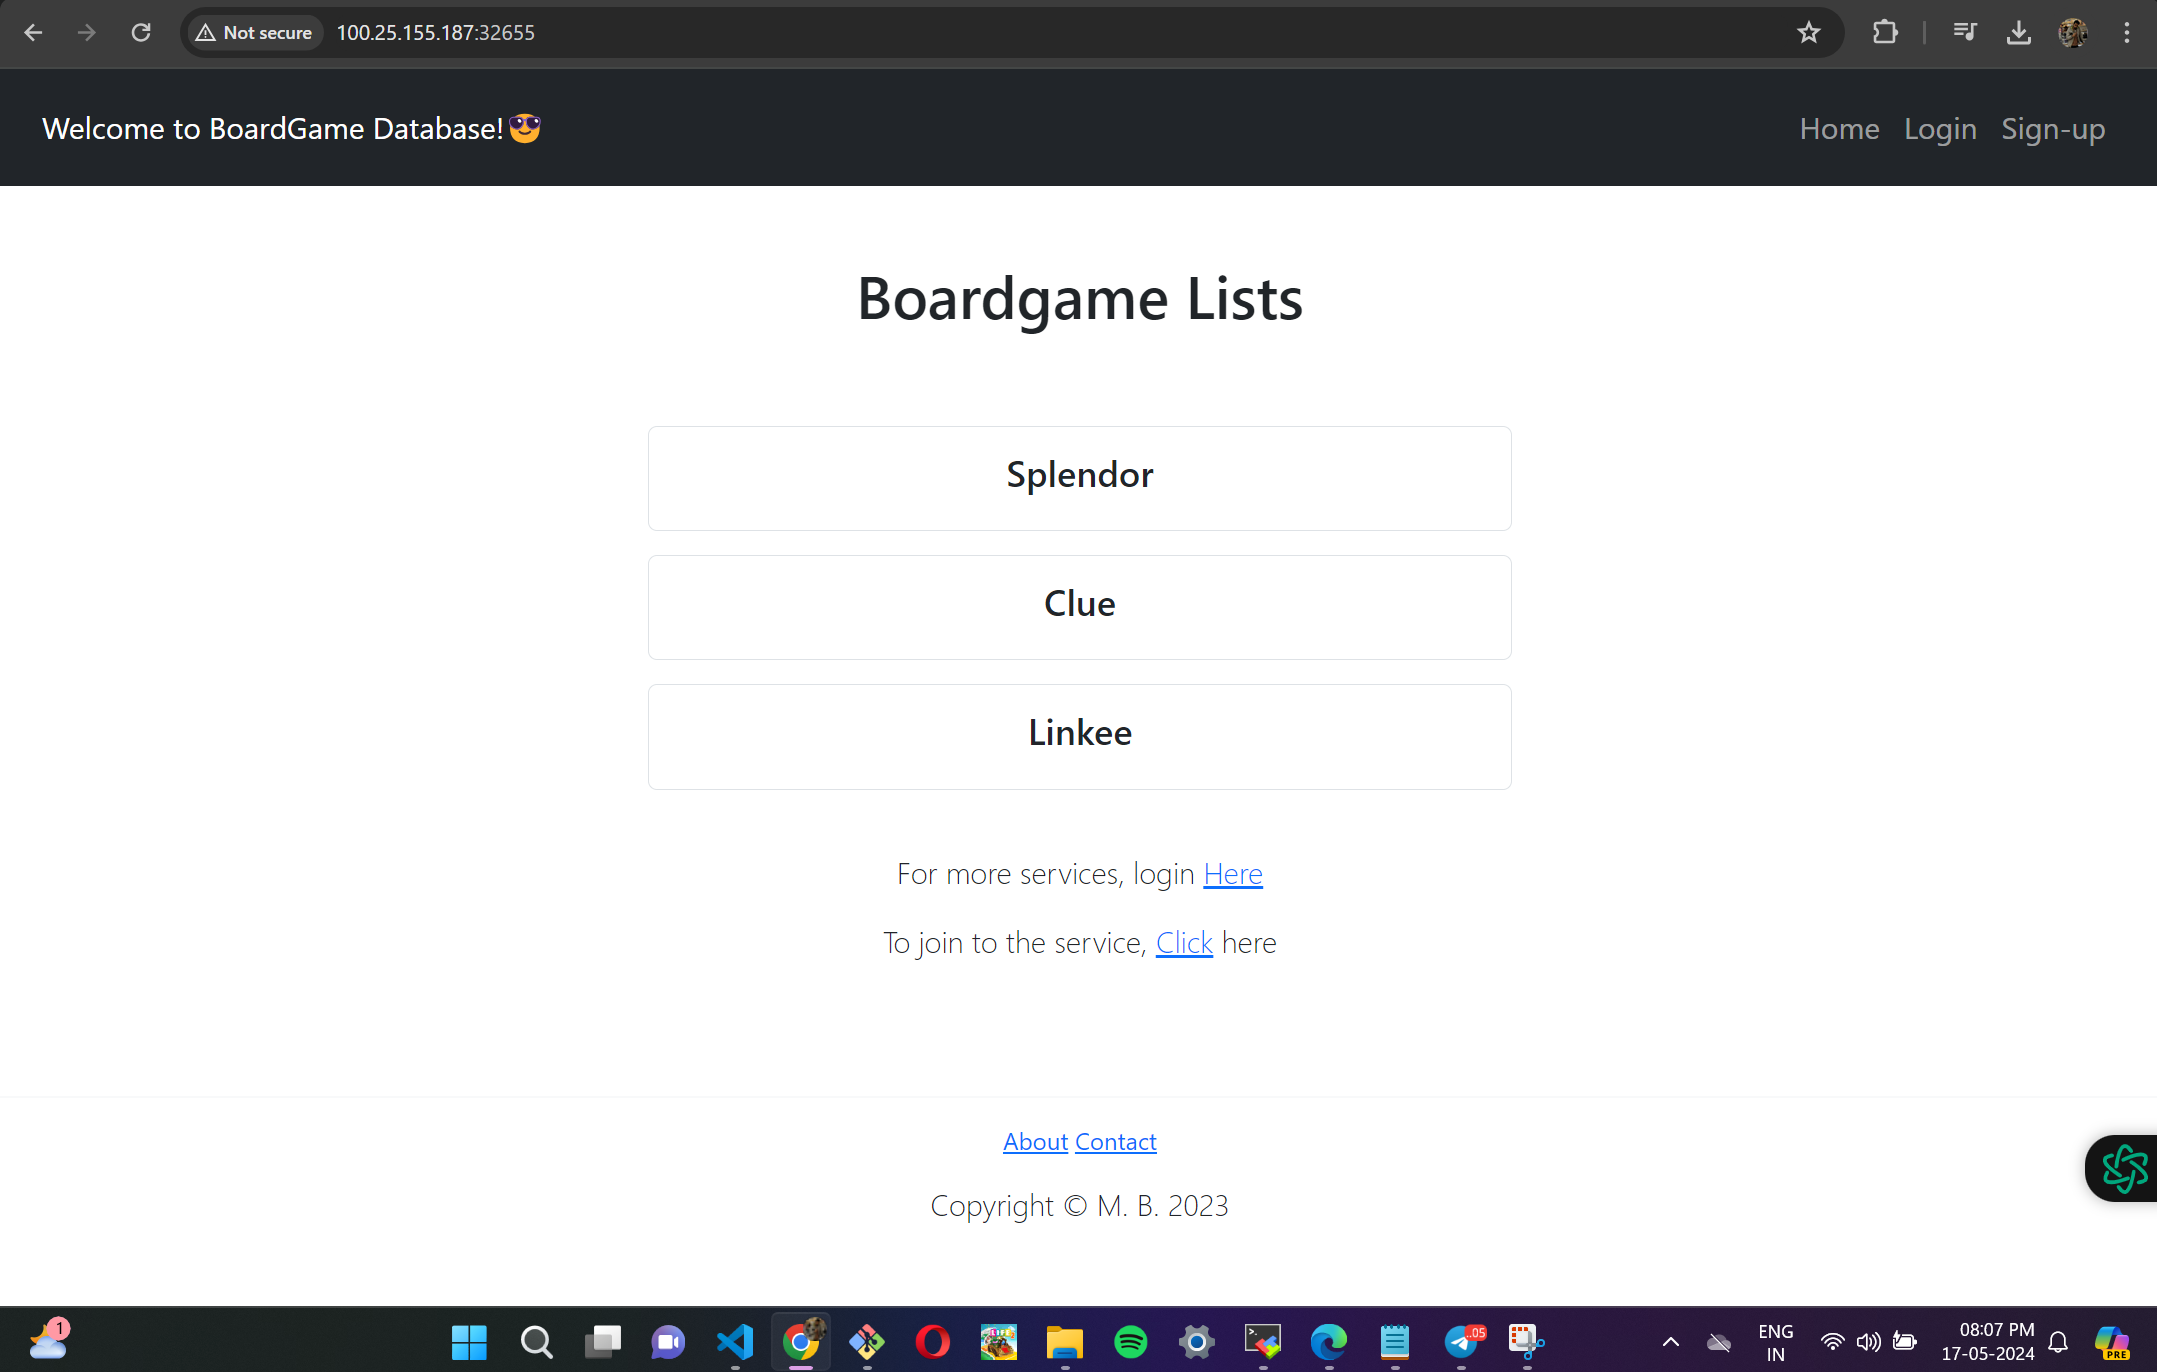 Not secure 100.25.155.187:32655
Welcome to BoardGame Database!😎 Home Login Sign-up
Boardgame Lists
Splendor
Clue
Linkee
For more services, login Here
To join to the service, Click here
About Contact
Copyright © M. B. 2023
1
ENG
IN
08:07 PM
17-05-2024
..05
PRE